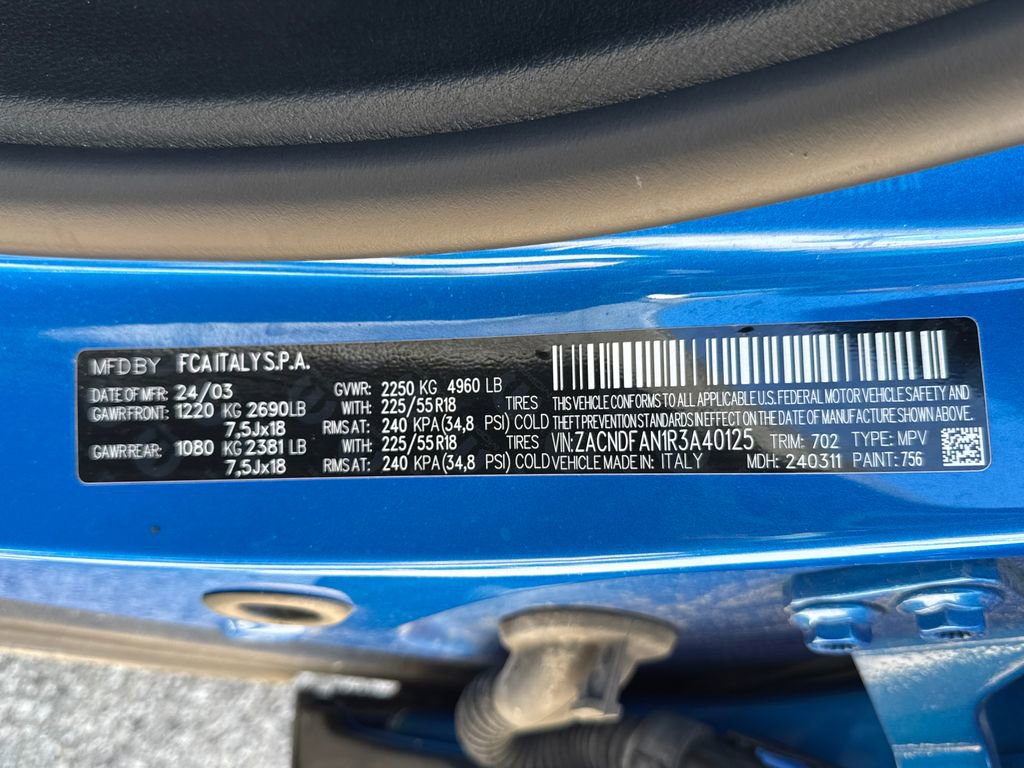 MFD BY FCA ITALY S.P.A.
DATE OF MFR 24/03 GVWR: 2250 KG 4960 LB
GAWR FRONT: 1220 KG 2690LB WITH: 225/55R18 TIRES
7,5Jx18 RIMS AT: 240 KPA (34,8 PSI) COLD
GAWR REAR: 1080 KG 2381 LB WITH: 225/55R18 TIRES
7,5Jx18 RIMS AT: 240 KPA (34,8 PSI) COLD
THIS VEHICLE CONFORMS TO ALL APPLICABLE U.S. FEDERAL MOTOR VEHICLE SAFETY AND
THEFT PREVENTION STANDARDS IN EFFECT ON THE DATE OF MANUFACTURE SHOWN ABOVE.
VIN: ZACNDFAN1R3A40125 TRIM: 702 TYPE: MPV
VEHICLE MADE IN: ITALY MDH: 240311 PAINT: 756